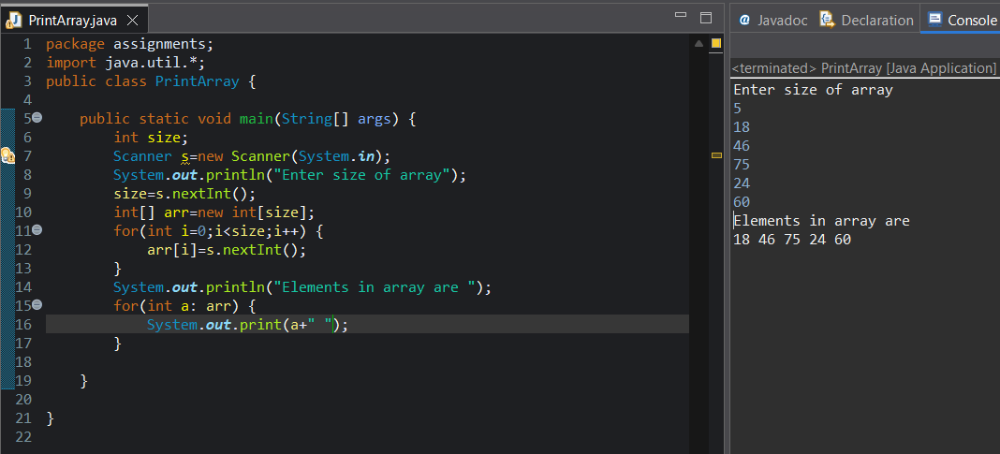 PrintArray.java
1 package assignments;
2 import java.util.*;
3 public class PrintArray {
4
5     public static void main(String[] args) {
6         int size;
7         Scanner s=new Scanner(System.in);
8         System.out.println("Enter size of array");
9         size=s.nextInt();
10         int[] arr=new int[size];
11         for(int i=0;i<size;i++) {
12             arr[i]=s.nextInt();
13         }
14         System.out.println("Elements in array are ");
15         for(int a: arr) {
16             System.out.print(a+" ");
17         }
18
19     }
20
21 }
22
@ Javadoc Declaration Console
<terminated> PrintArray [Java Application]
Enter size of array
5
18
46
75
24
60
Elements in array are
18 46 75 24 60